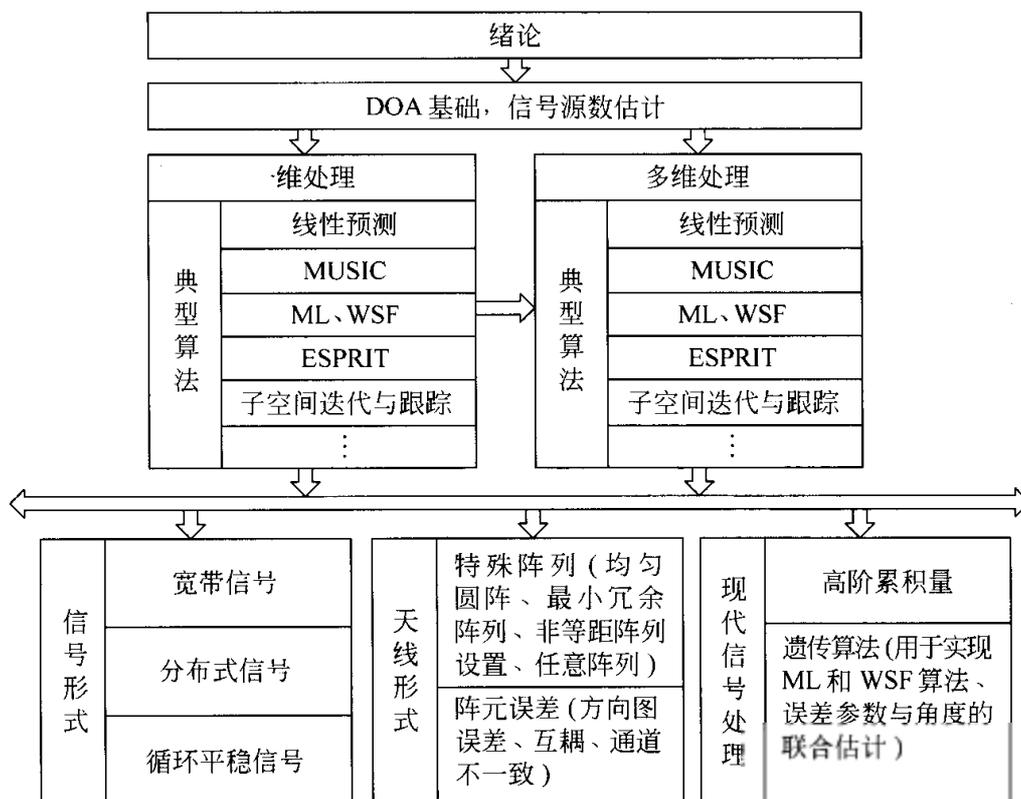 绪论
DOA 基础，信号源数估计
维处理
典型算法
线性预测
MUSIC
ML、WSF
ESPRIT
子空间迭代与跟踪
⋮
多维处理
典型算法
线性预测
MUSIC
ML、WSF
ESPRIT
子空间迭代与跟踪
⋮
信号形式
宽带信号
分布式信号
循环平稳信号
天线形式
特殊阵列(均匀
圆阵、最小冗余
阵列、非等距阵列
设置、任意阵列)
阵元误差(方向图
误差、互耦、通道
不一致)
现代信号处理
高阶累积量
遗传算法(用于实现
ML 和 WSF 算法、
误差参数与角度的
联合估计)